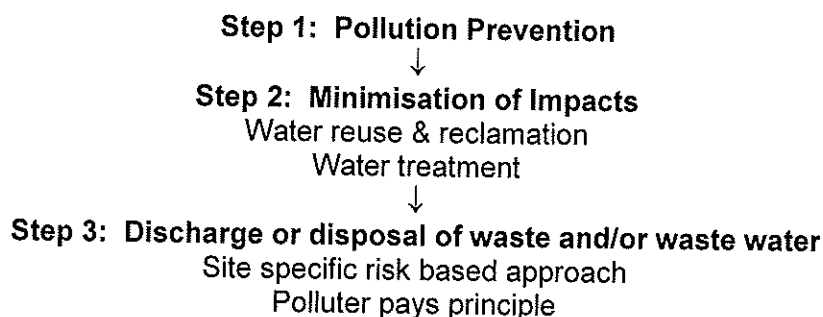 Step 1: Pollution Prevention
↓
Step 2: Minimisation of Impacts
Water reuse & reclamation
Water treatment
↓
Step 3: Discharge or disposal of waste and/or waste water
Site specific risk based approach
Polluter pays principle